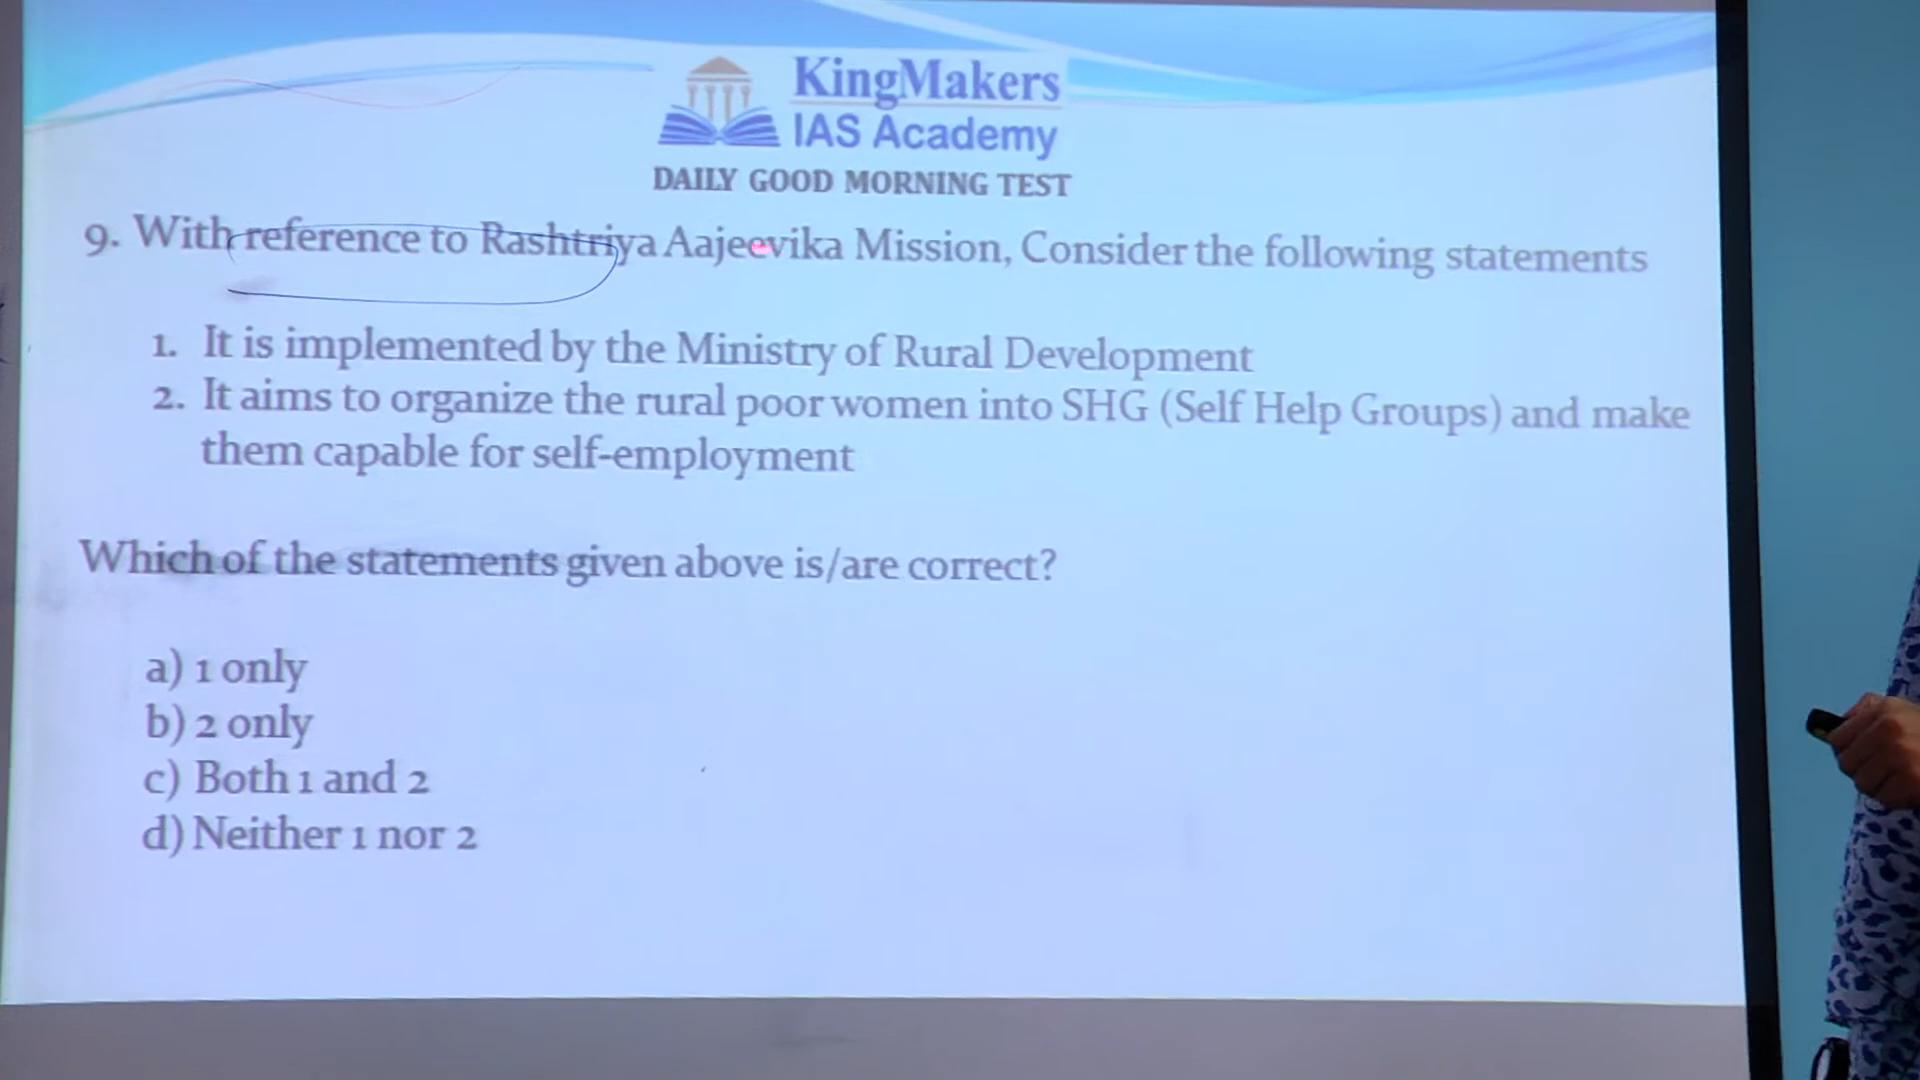 KingMakers
IAS Academy
DAILY GOOD MORNING TEST
9. With reference to Rashtriya Aajeevika Mission, Consider the following statements
1. It is implemented by the Ministry of Rural Development
2. It aims to organize the rural poor women into SHG (Self Help Groups) and make
them capable for self-employment
Which of the statements given above is/are correct?
a) 1 only
b) 2 only
c) Both 1 and 2
d) Neither 1 nor 2